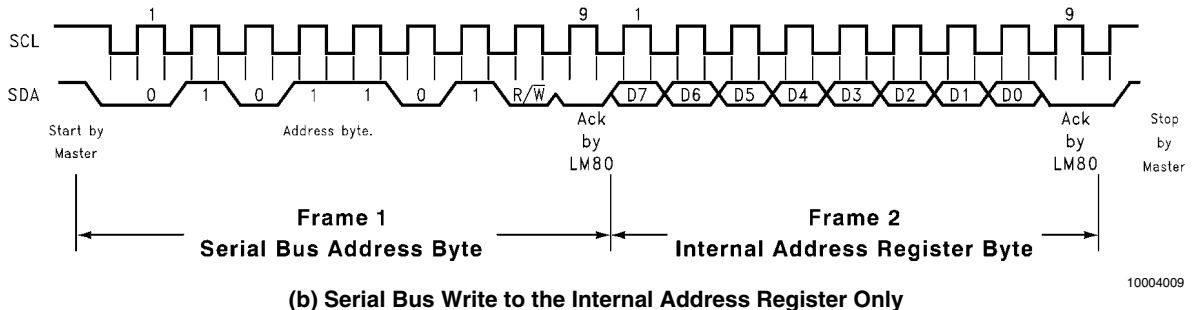 1 9 1 9
SCL
SDA 0 1 0 1 1 0 1 R/W̅ D7 D6 D5 D4 D3 D2 D1 D0
Start by
Master
Address byte.
Ack
by
LM80
Ack
by
LM80
Stop
by
Master
Frame 1
Serial Bus Address Byte
Frame 2
Internal Address Register Byte
(b) Serial Bus Write to the Internal Address Register Only
10004009